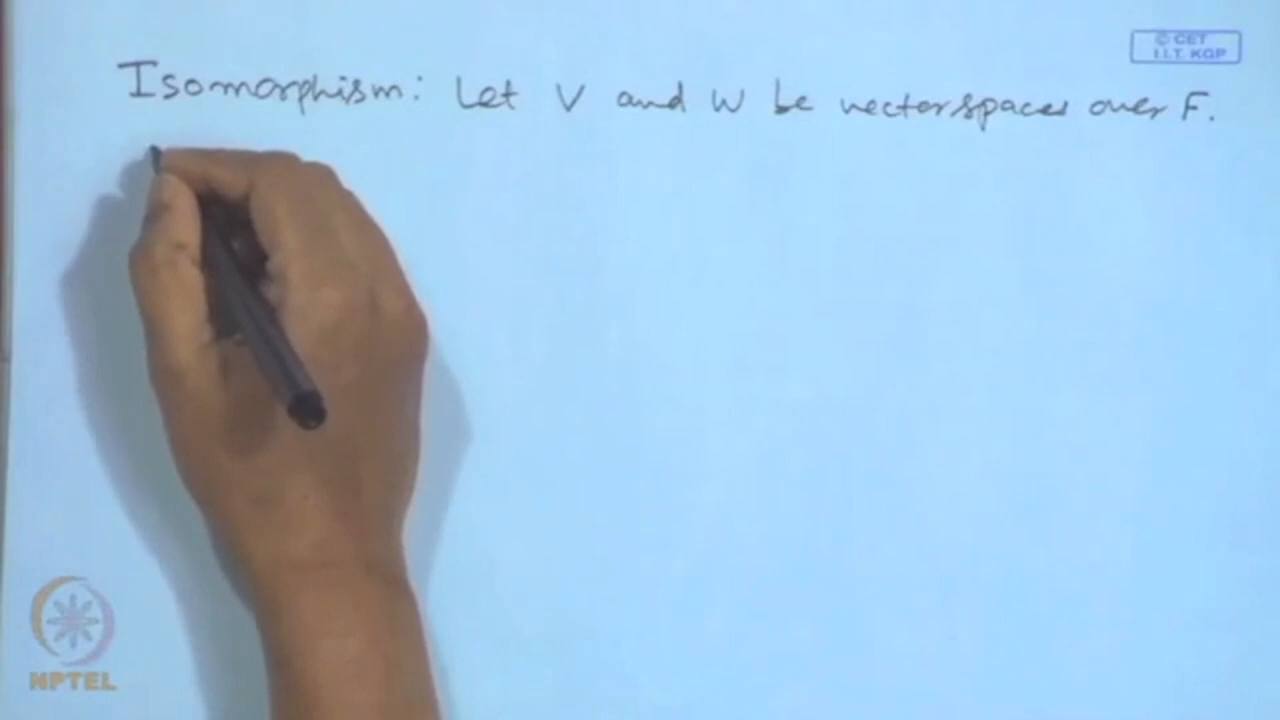 © CET
I.I.T. KGP
Isomorphism: Let V and W be vectorspaces over F.
NPTEL